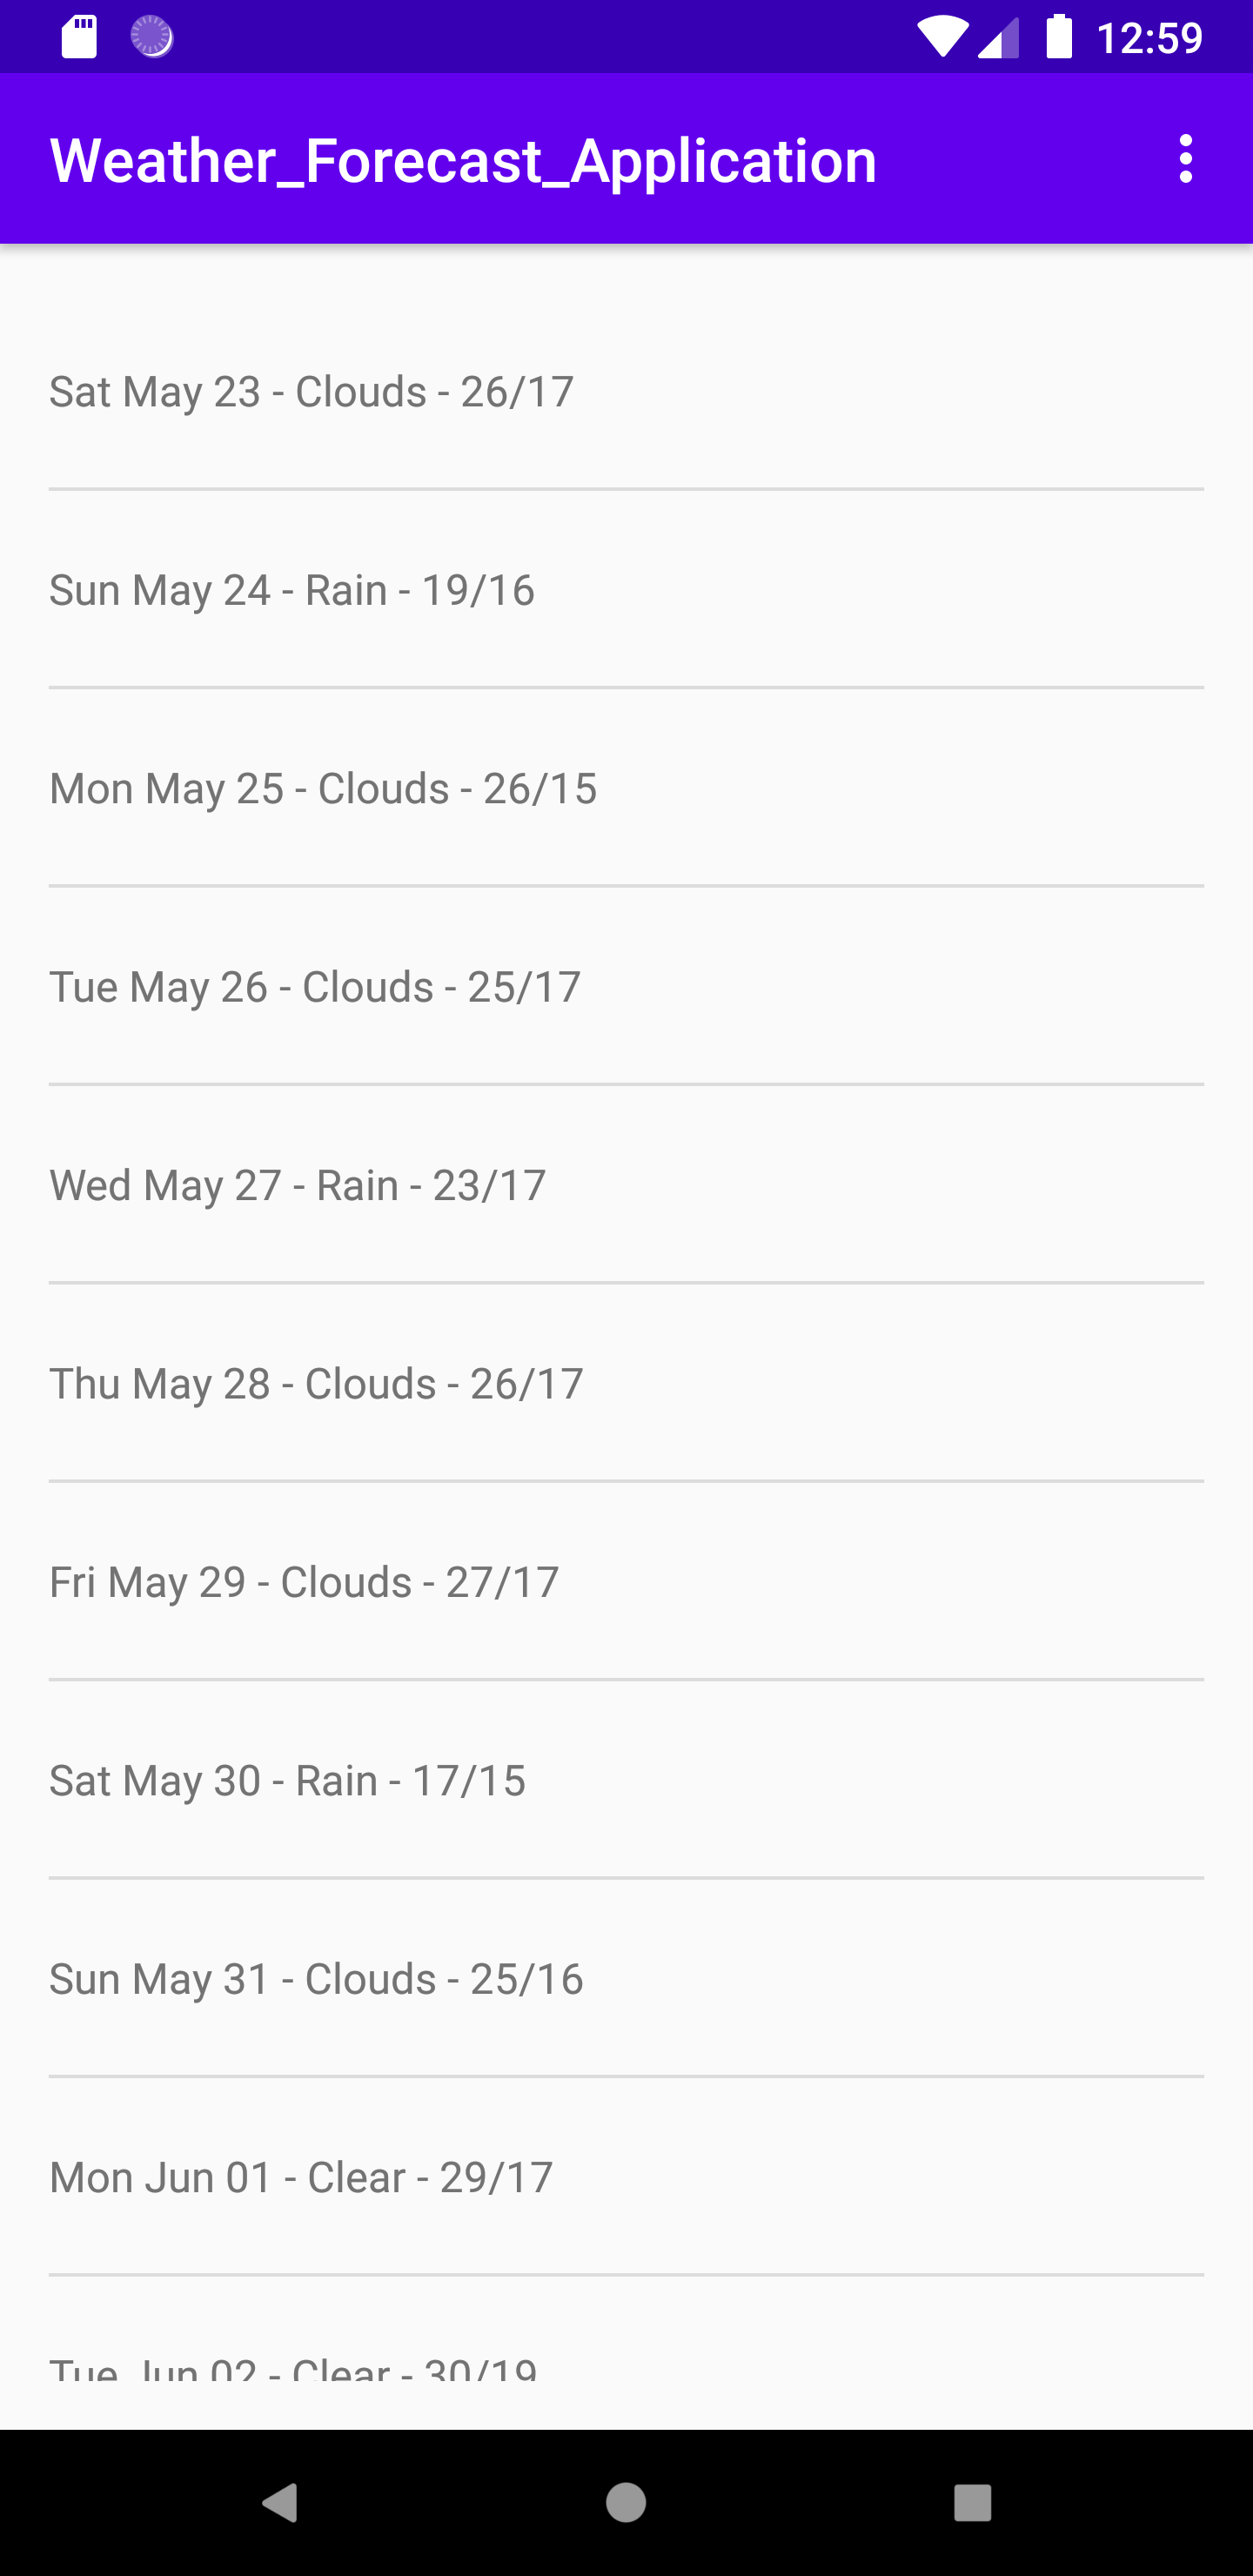 12:59
Weather_Forecast_Application
Sat May 23 - Clouds - 26/17
Sun May 24 - Rain - 19/16
Mon May 25 - Clouds - 26/15
Tue May 26 - Clouds - 25/17
Wed May 27 - Rain - 23/17
Thu May 28 - Clouds - 26/17
Fri May 29 - Clouds - 27/17
Sat May 30 - Rain - 17/15
Sun May 31 - Clouds - 25/16
Mon Jun 01 - Clear - 29/17
Tue Jun 02 - Clear - 30/19